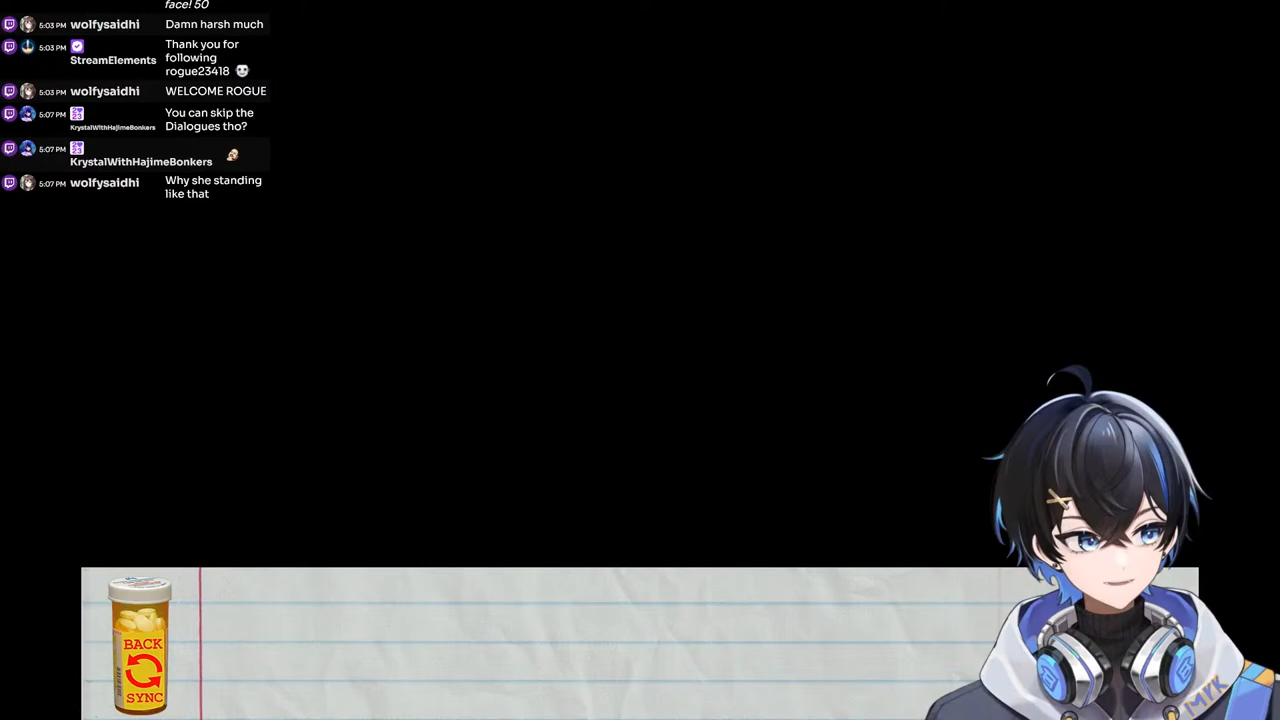 face! 50
5:03 PM wolfysaidhi Damn harsh much
5:03 PM StreamElements Thank you for
following
rogue23418
5:03 PM wolfysaidhi WELCOME ROGUE
5:07 PM KrystalWithHajimeBonkers You can skip the
Dialogues tho?
5:07 PM KrystalWithHajimeBonkers
5:07 PM wolfysaidhi Why she standing
like that
BACK
SYNC
MYK